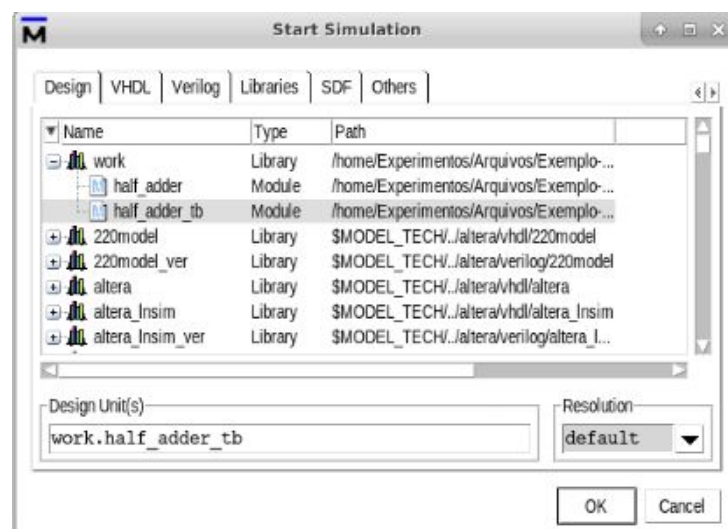 M Start Simulation
Design VHDL Verilog Libraries SDF Others
Name Type Path
work Library /home/Experimentos/Arquivos/Exemplo-...
half_adder Module /home/Experimentos/Arquivos/Exemplo-...
half_adder_tb Module /home/Experimentos/Arquivos/Exemplo-...
220model Library $MODEL_TECH/../altera/vhdl/220model
220model_ver Library $MODEL_TECH/../altera/verilog/220model
altera Library $MODEL_TECH/../altera/vhdl/altera
altera_lnsim Library $MODEL_TECH/../altera/vhdl/altera_lnsim
altera_lnsim_ver Library $MODEL_TECH/../altera/verilog/altera_l...
Design Unit(s) Resolution
work.half_adder_tb default
OK Cancel